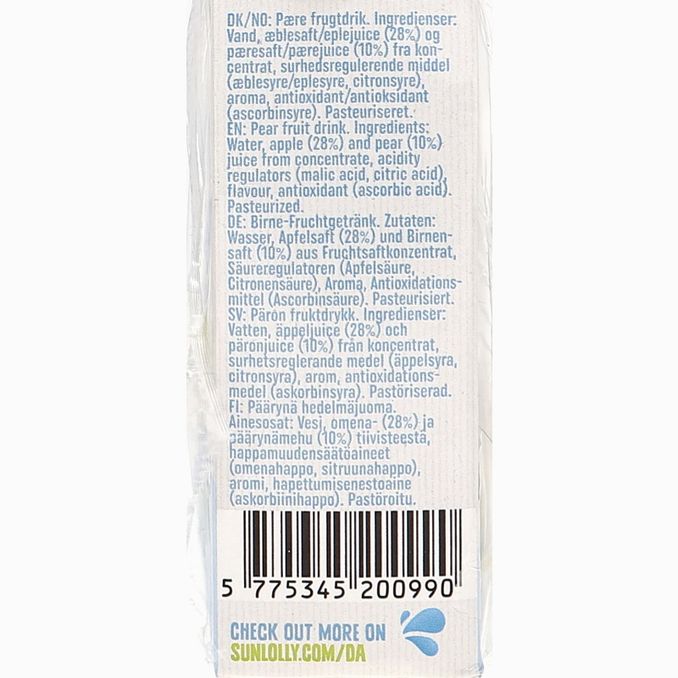 DK/NO: Pære frugtdrik. Ingredienser:
Vand, æblesaft/eplejuice (28%) og
pæresaft/pærejuice (10%) fra kon-
centrat, surhedsregulerende middel
(æblesyre/eplesyre, citronsyre),
aroma, antioxidant/antioksidant
(ascorbinsyre). Pasteuriseret.
EN: Pear fruit drink. Ingredients:
Water, apple (28%) and pear (10%)
juice from concentrate, acidity
regulators (malic acid, citric acid),
flavour, antioxidant (ascorbic acid).
Pasteurized.
DE: Birne-Fruchtgetränk. Zutaten:
Wasser, Apfelsaft (28%) und Birnen-
saft (10%) aus Fruchtsaftkonzentrat,
Säureregulatoren (Apfelsäure,
Citronensäure), Aroma, Antioxidations-
mittel (Ascorbinsäure). Pasteurisiert.
SV: Päron fruktdrykk. Ingredienser:
Vatten, äppeljuice (28%) och
päronjuice (10%) från koncentrat,
surhetsreglerande medel (äppelsyra,
citronsyra), arom, antioxidations-
medel (askorbinsyra). Pastöriserad.
FI: Päärynä hedelmäjuoma.
Ainesosat: Vesi, omena- (28%) ja
päärynämehu (10%) tiivisteestä,
happamuudensäätöaineet
(omenahappo, sitruunahappo),
aromi, hapettumisenestoaine
(askorbiinihappo). Pastöroitu.
5 775345 200990
CHECK OUT MORE ON
SUNLOLLY.COM/DA